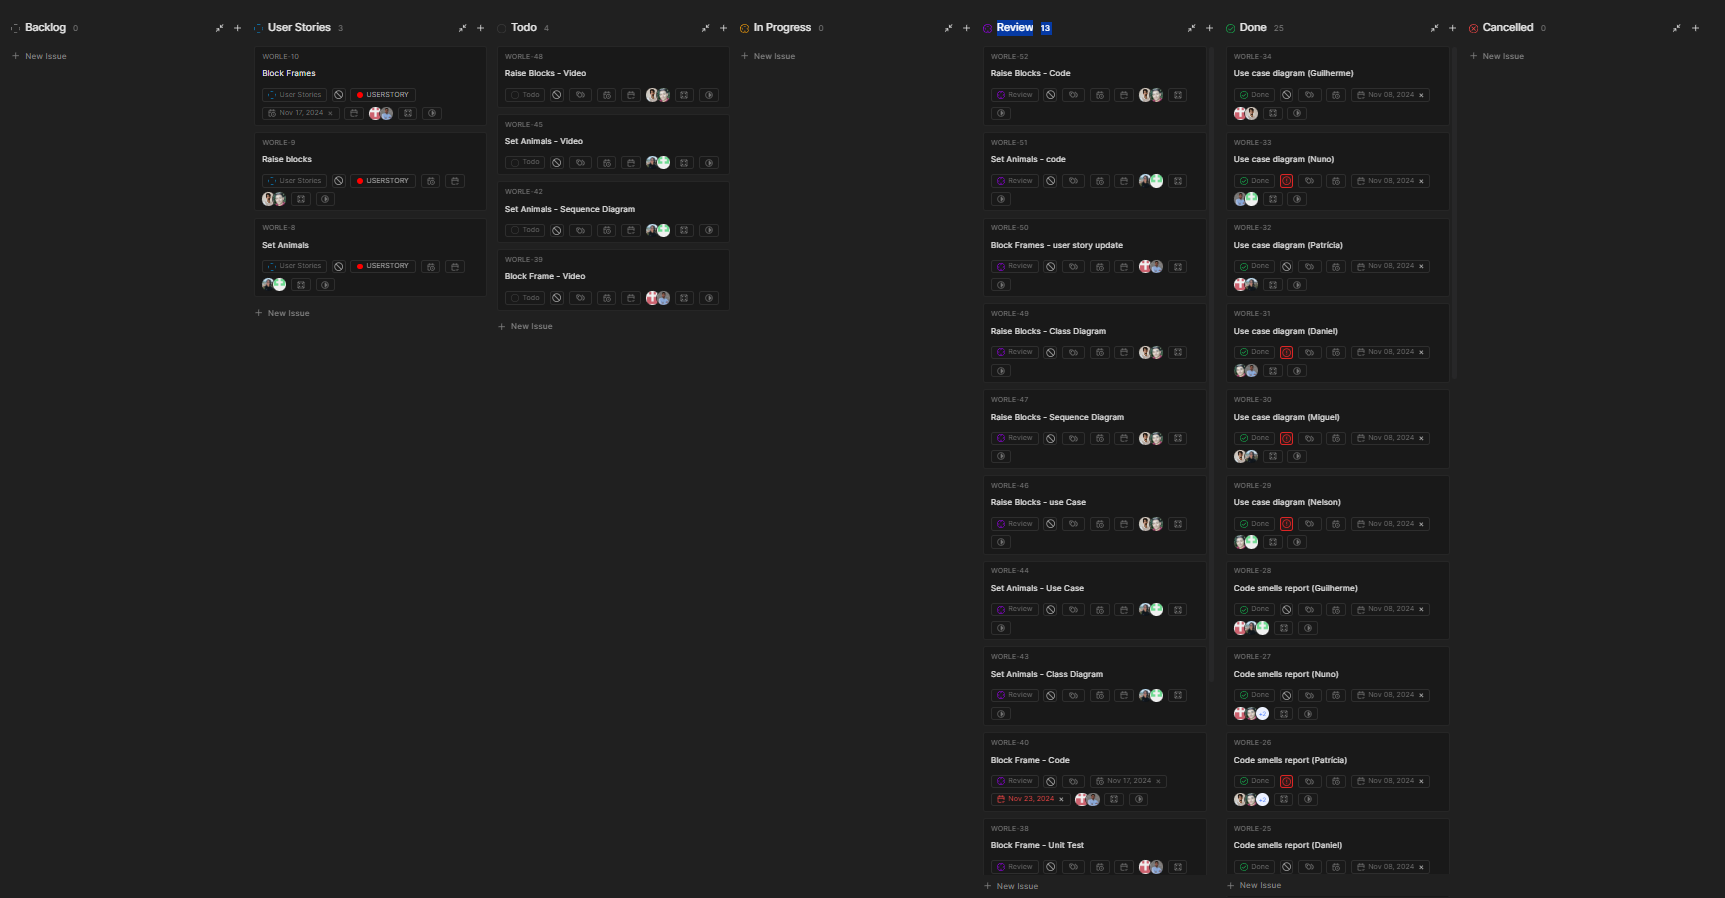 Backlog 0
New Issue
User Stories 3
WORLE-10
Block Frames
User Stories USERSTORY
Nov 17, 2024 ×
WORLE-9
Raise blocks
User Stories USERSTORY
WORLE-8
Set Animals
User Stories USERSTORY
New Issue
Todo 4
WORLE-48
Raise Blocks - Video
Todo
WORLE-45
Set Animals - Video
Todo
WORLE-42
Set Animals - Sequence Diagram
Todo
WORLE-39
Block Frame - Video
Todo
New Issue
In Progress 0
New Issue
Review 13
WORLE-52
Raise Blocks - Code
Review
WORLE-51
Set Animals - code
Review
WORLE-50
Block Frames - user story update
Review
WORLE-49
Raise Blocks - Class Diagram
Review
WORLE-47
Raise Blocks - Sequence Diagram
Review
WORLE-46
Raise Blocks - use Case
Review
WORLE-44
Set Animals - Use Case
Review
WORLE-43
Set Animals - Class Diagram
Review
WORLE-40
Block Frame - Code
Review Nov 17, 2024 ×
Nov 23, 2024 ×
WORLE-38
Block Frame - Unit Test
Review
New Issue
Done 25
WORLE-34
Use case diagram (Guilherme)
Done Nov 08, 2024 ×
WORLE-33
Use case diagram (Nuno)
Done Nov 08, 2024 ×
WORLE-32
Use case diagram (Patrícia)
Done Nov 08, 2024 ×
WORLE-31
Use case diagram (Daniel)
Done Nov 08, 2024 ×
WORLE-30
Use case diagram (Miguel)
Done Nov 08, 2024 ×
WORLE-29
Use case diagram (Nelson)
Done Nov 08, 2024 ×
WORLE-28
Code smells report (Guilherme)
Done Nov 08, 2024 ×
WORLE-27
Code smells report (Nuno)
Done Nov 08, 2024 ×
+2
WORLE-26
Code smells report (Patrícia)
Done Nov 08, 2024 ×
+2
WORLE-25
Code smells report (Daniel)
Done Nov 08, 2024 ×
New Issue
Cancelled 0
New Issue